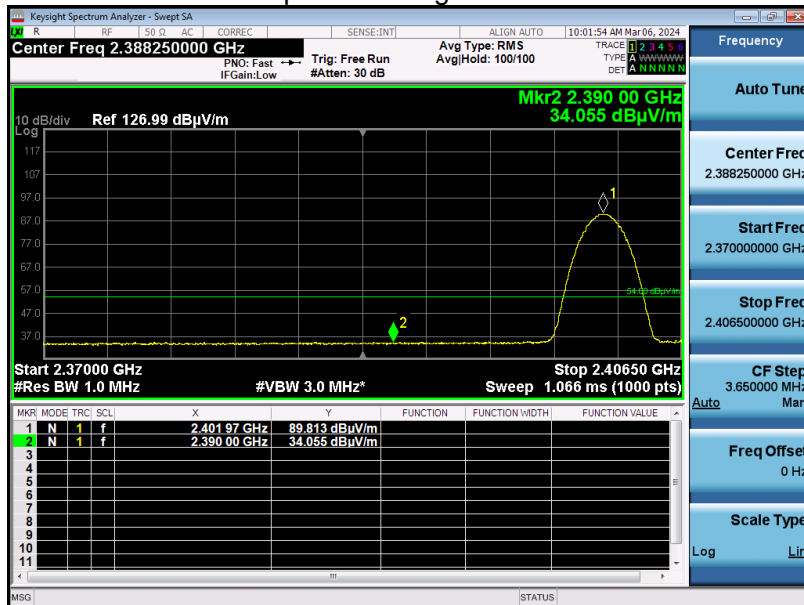 Keysight Spectrum Analyzer - Swept SA
LXI R RF 50 Ω AC CORREC SENSE:INT ALIGN AUTO 10:01:54 AM Mar 06, 2024
Center Freq 2.388250000 GHz
PNO: Fast
IFGain:Low
Trig: Free Run
#Atten: 30 dB
Avg Type: RMS
Avg|Hold: 100/100
TRACE 1 2 3 4 5 6
TYPE A WWWWW
DET A N N N N N
Mkr2 2.390 00 GHz
34.055 dBµV/m
10 dB/div Ref 126.99 dBµV/m
Log
117
107
97.0
87.0
77.0
67.0
57.0
47.0
37.0
1
2
54.00 dBµV/m
Start 2.37000 GHz Stop 2.40650 GHz
#Res BW 1.0 MHz #VBW 3.0 MHz* Sweep 1.066 ms (1000 pts)
MKR MODE TRC SCL X Y FUNCTION FUNCTION WIDTH FUNCTION VALUE
1 N 1 f 2.401 97 GHz 89.813 dBµV/m
2 N 1 f 2.390 00 GHz 34.055 dBµV/m
3
4
5
6
7
8
9
10
11
MSG STATUS
Frequency
Auto Tune
Center Freq
2.388250000 GHz
Start Freq
2.370000000 GHz
Stop Freq
2.406500000 GHz
CF Step
3.650000 MHz
Auto Man
Freq Offset
0 Hz
Scale Type
Log Lin